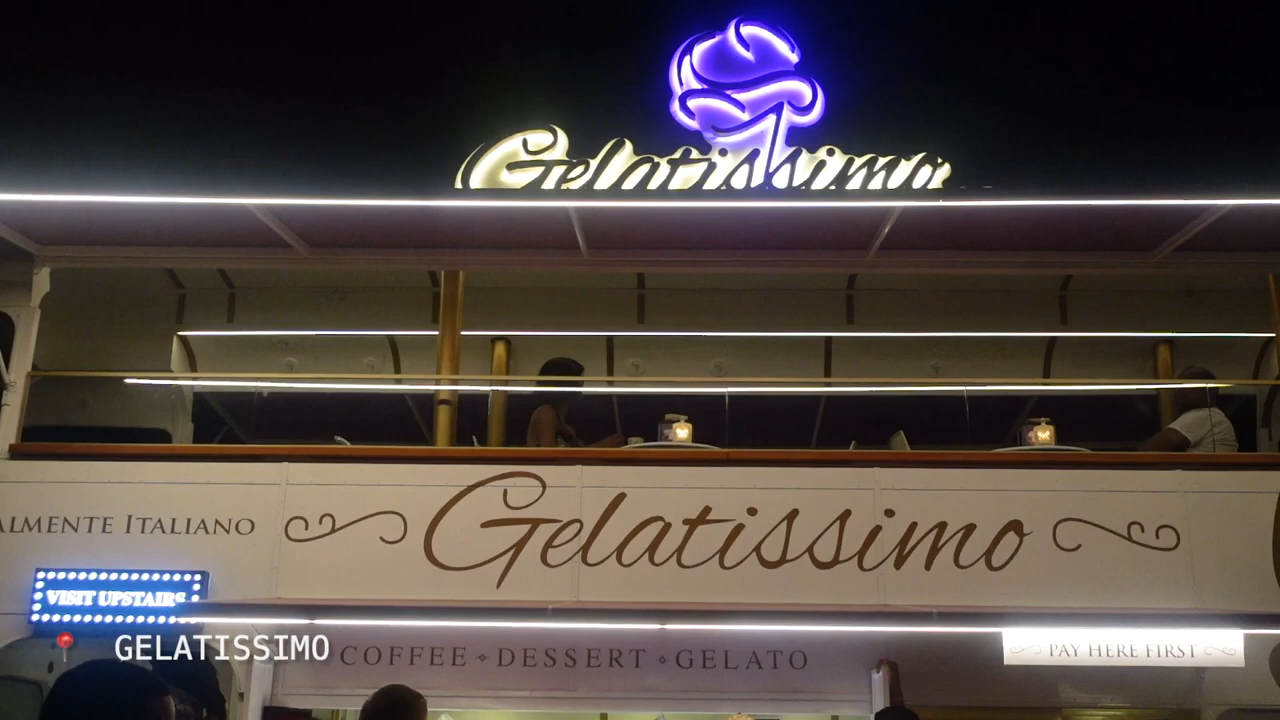 Gelatissimo
ALMENTE ITALIANO
Gelatissimo
VISIT UPSTAIRS
PAY HERE FIRST
GELATISSIMO
COFFEE DESSERT GELATO